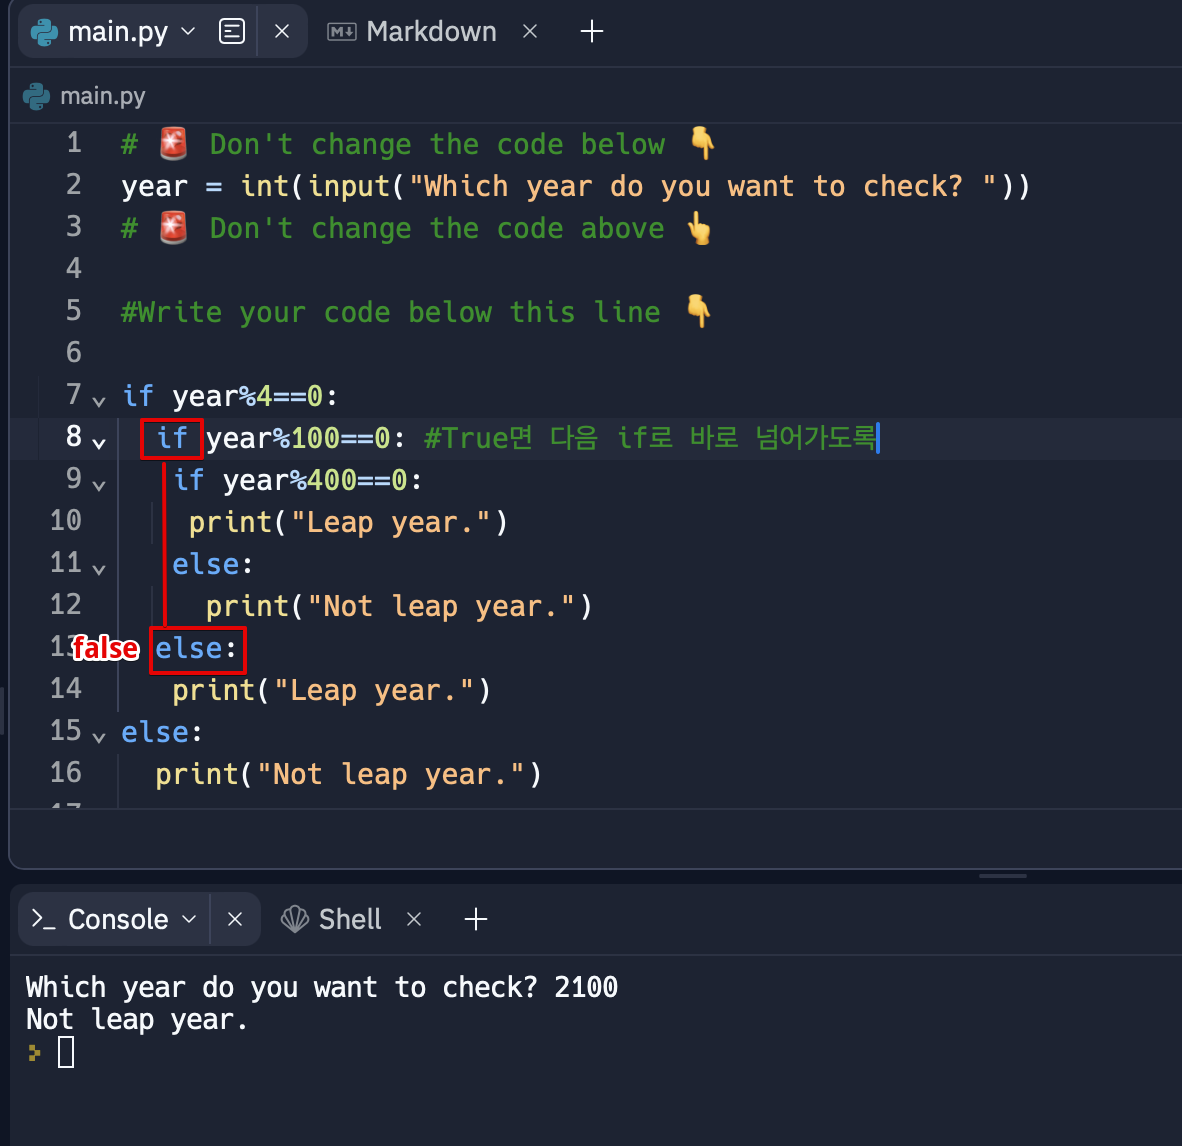 main.py
Markdown
main.py
1 # 🚨 Don't change the code below 👇
2 year = int(input("Which year do you want to check? "))
3 # 🚨 Don't change the code above 👆
4
5 #Write your code below this line 👇
6
7 if year%4==0:
8   if year%100==0: #True면 다음 if로 바로 넘어가도록
9    if year%400==0:
10     print("Leap year.")
11    else:
12      print("Not leap year.")
13 false else:
14    print("Leap year.")
15 else:
16   print("Not leap year.")
17
Console
Shell
Which year do you want to check? 2100
Not leap year.